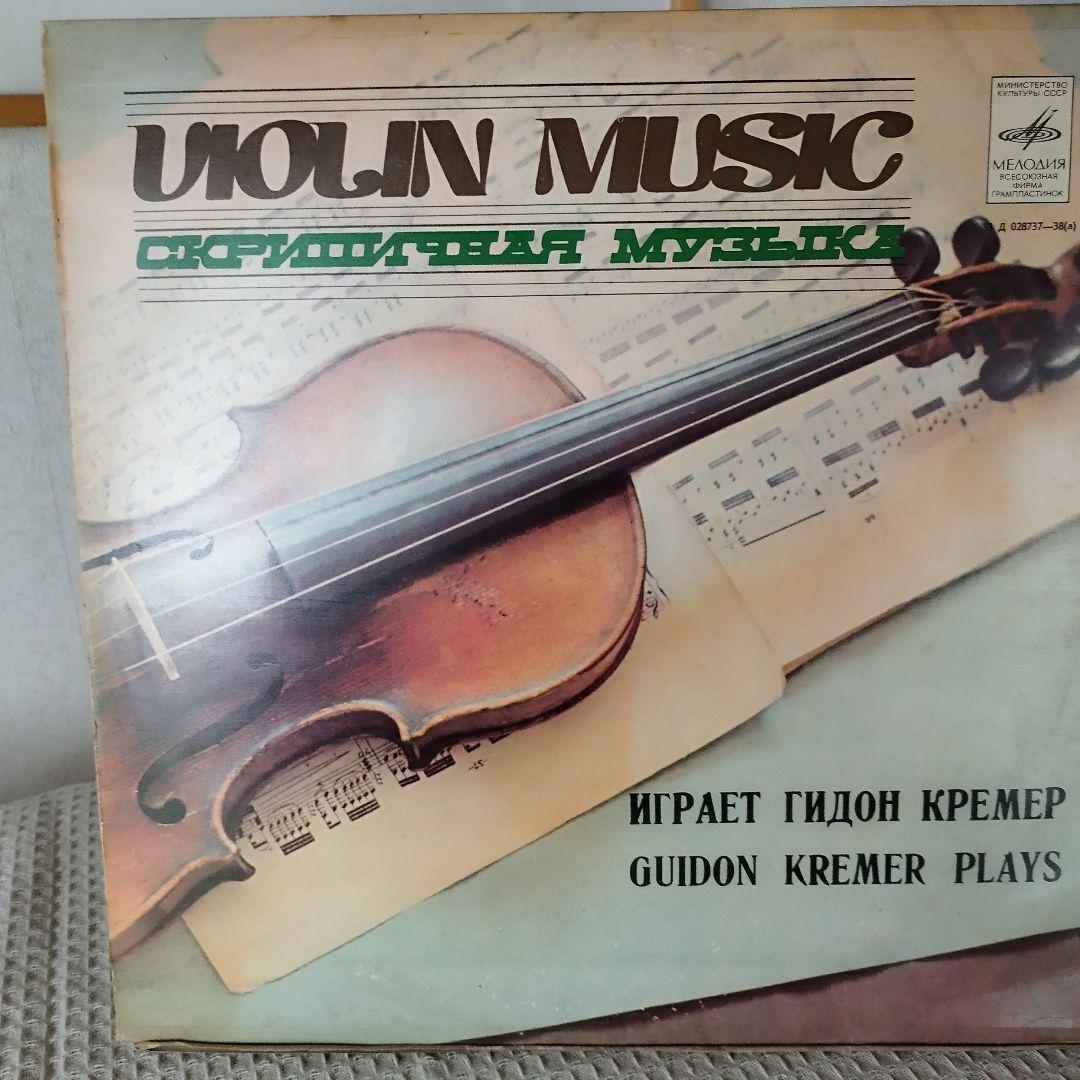 VIOLIN MUSIC
СКРИПИЧНАЯ МУЗЫКА
МИНИСТЕРСТВО
КУЛЬТУРЫ СССР
МЕЛОДИЯ
ВСЕСОЮЗНАЯ
ФИРМА
ГРАМПЛАСТИНОК
33 Д 028737—38(а)
ИГРАЕТ ГИДОН КРЕМЕР
GUIDON KREMER PLAYS